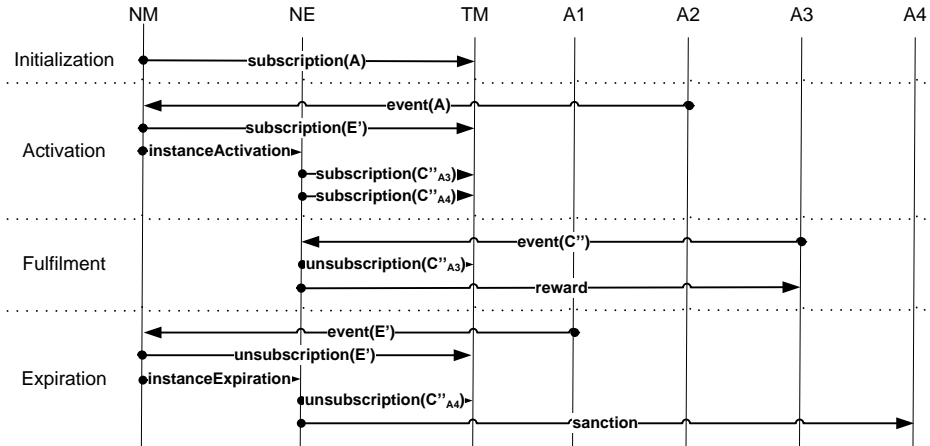 NM NE TM A1 A2 A3 A4
Initialization
subscription(A)
event(A)
subscription(E')
Activation
instanceActivation
subscription(C''A3)
subscription(C''A4)
event(C'')
Fulfilment
unsubscription(C''A3)
reward
event(E')
unsubscription(E')
Expiration
instanceExpiration
unsubscription(C''A4)
sanction